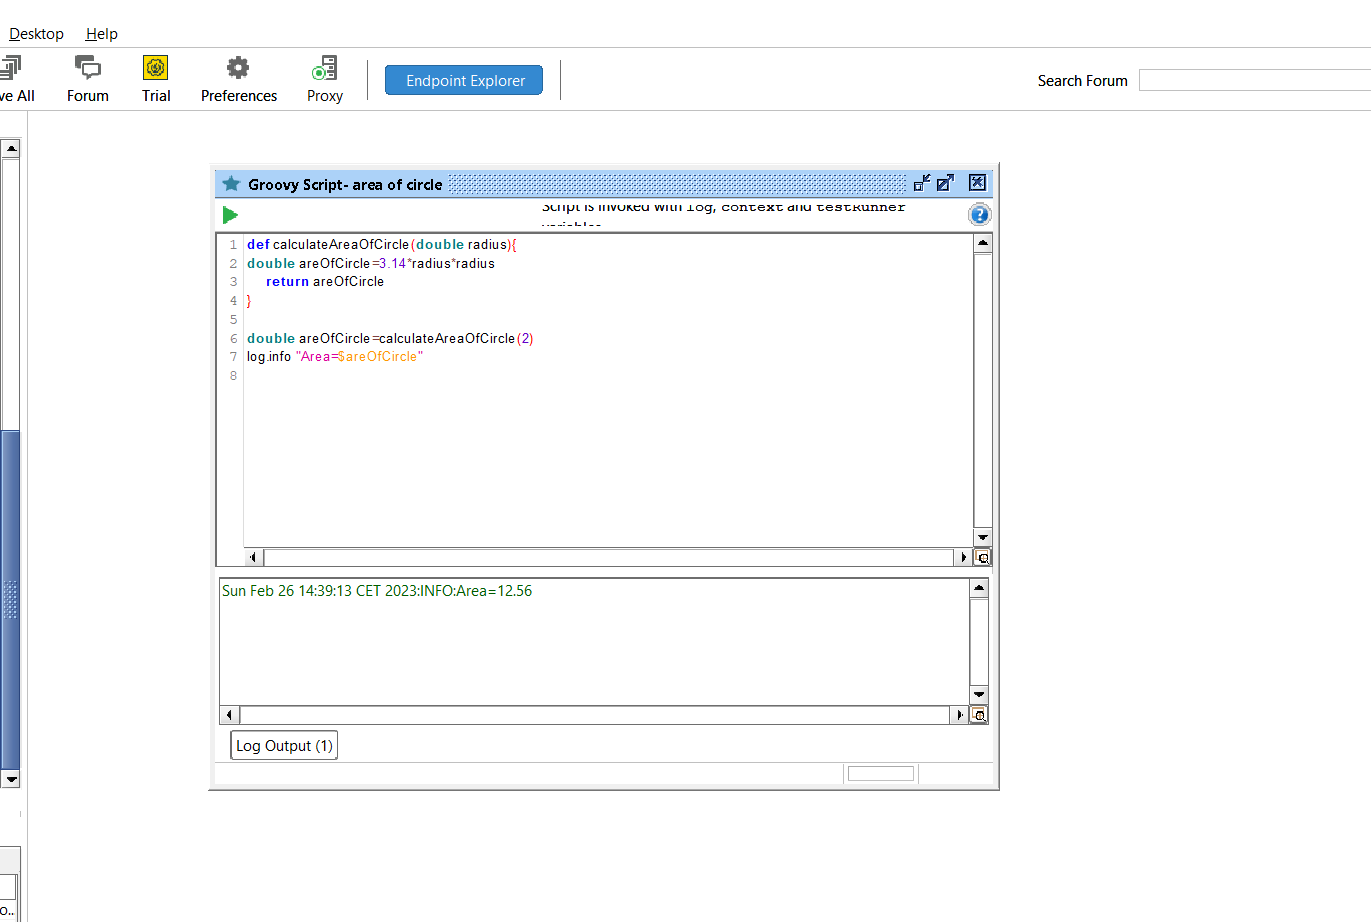 Desktop Help
ve All Forum Trial Preferences Proxy Endpoint Explorer Search Forum
Groovy Script- area of circle
Script is invoked with log, context and testRunner
variables
1 def calculateAreaOfCircle(double radius){
2 double areOfCircle=3.14*radius*radius
3 return areOfCircle
4 }
5
6 double areOfCircle=calculateAreaOfCircle(2)
7 log.info "Area=$areOfCircle"
8
Sun Feb 26 14:39:13 CET 2023:INFO:Area=12.56
Log Output (1)
o..